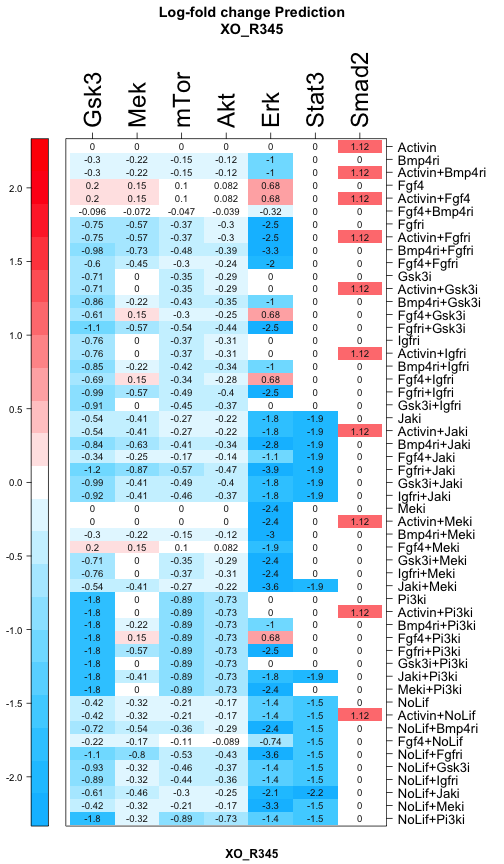 Log-fold change Prediction
XO_R345
Gsk3 Mek mTor Akt Erk Stat3 Smad2
0 0 0 0 0 0 1.12 Activin
-0.3 -0.22 -0.15 -0.12 -1 0 0 Bmp4ri
-0.3 -0.22 -0.15 -0.12 -1 0 1.12 Activin+Bmp4ri
0.2 0.15 0.1 0.082 0.68 0 0 Fgf4
0.2 0.15 0.1 0.082 0.68 0 1.12 Activin+Fgf4
-0.096 -0.072 -0.047 -0.039 -0.32 0 0 Fgf4+Bmp4ri
-0.75 -0.57 -0.37 -0.3 -2.5 0 0 Fgfri
-0.75 -0.57 -0.37 -0.3 -2.5 0 1.12 Activin+Fgfri
-0.98 -0.73 -0.48 -0.39 -3.3 0 0 Bmp4ri+Fgfri
-0.6 -0.45 -0.3 -0.24 -2 0 0 Fgf4+Fgfri
-0.71 0 -0.35 -0.29 0 0 0 Gsk3i
-0.71 0 -0.35 -0.29 0 0 1.12 Activin+Gsk3i
-0.86 -0.22 -0.43 -0.35 -1 0 0 Bmp4ri+Gsk3i
-0.61 0.15 -0.3 -0.25 0.68 0 0 Fgf4+Gsk3i
-1.1 -0.57 -0.54 -0.44 -2.5 0 0 Fgfri+Gsk3i
-0.76 0 -0.37 -0.31 0 0 0 Igfri
-0.76 0 -0.37 -0.31 0 0 1.12 Activin+Igfri
-0.85 -0.22 -0.42 -0.34 -1 0 0 Bmp4ri+Igfri
-0.69 0.15 -0.34 -0.28 0.68 0 0 Fgf4+Igfri
-0.99 -0.57 -0.49 -0.4 -2.5 0 0 Fgfri+Igfri
-0.91 0 -0.45 -0.37 0 0 0 Gsk3i+Igfri
-0.54 -0.41 -0.27 -0.22 -1.8 -1.9 0 Jaki
-0.54 -0.41 -0.27 -0.22 -1.8 -1.9 1.12 Activin+Jaki
-0.84 -0.63 -0.41 -0.34 -2.8 -1.9 0 Bmp4ri+Jaki
-0.34 -0.25 -0.17 -0.14 -1.1 -1.9 0 Fgf4+Jaki
-1.2 -0.87 -0.57 -0.47 -3.9 -1.9 0 Fgfri+Jaki
-0.99 -0.41 -0.49 -0.4 -1.8 -1.9 0 Gsk3i+Jaki
-0.92 -0.41 -0.46 -0.37 -1.8 -1.9 0 Igfri+Jaki
0 0 0 0 -2.4 0 0 Meki
0 0 0 0 -2.4 0 1.12 Activin+Meki
-0.3 -0.22 -0.15 -0.12 -3 0 0 Bmp4ri+Meki
0.2 0.15 0.1 0.082 -1.9 0 0 Fgf4+Meki
-0.71 0 -0.35 -0.29 -2.4 0 0 Gsk3i+Meki
-0.76 0 -0.37 -0.31 -2.4 0 0 Igfri+Meki
-0.54 -0.41 -0.27 -0.22 -3.6 -1.9 0 Jaki+Meki
-1.8 0 -0.89 -0.73 0 0 0 Pi3ki
-1.8 0 -0.89 -0.73 0 0 1.12 Activin+Pi3ki
-1.8 -0.22 -0.89 -0.73 -1 0 0 Bmp4ri+Pi3ki
-1.8 0.15 -0.89 -0.73 0.68 0 0 Fgf4+Pi3ki
-1.8 -0.57 -0.89 -0.73 -2.5 0 0 Fgfri+Pi3ki
-1.8 0 -0.89 -0.73 0 0 0 Gsk3i+Pi3ki
-1.8 -0.41 -0.89 -0.73 -1.8 -1.9 0 Jaki+Pi3ki
-1.8 0 -0.89 -0.73 -2.4 0 0 Meki+Pi3ki
-0.42 -0.32 -0.21 -0.17 -1.4 -1.5 0 NoLif
-0.42 -0.32 -0.21 -0.17 -1.4 -1.5 1.12 Activin+NoLif
-0.72 -0.54 -0.36 -0.29 -2.4 -1.5 0 NoLif+Bmp4ri
-0.22 -0.17 -0.11 -0.089 -0.74 -1.5 0 Fgf4+NoLif
-1.1 -0.8 -0.53 -0.43 -3.6 -1.5 0 NoLif+Fgfri
-0.93 -0.32 -0.46 -0.37 -1.4 -1.5 0 NoLif+Gsk3i
-0.89 -0.32 -0.44 -0.36 -1.4 -1.5 0 NoLif+Igfri
-0.61 -0.46 -0.3 -0.25 -2.1 -2.2 0 NoLif+Jaki
-0.42 -0.32 -0.21 -0.17 -3.3 -1.5 0 NoLif+Meki
-1.8 -0.32 -0.89 -0.73 -1.4 -1.5 0 NoLif+Pi3ki
2.0
1.5
1.0
0.5
0.0
-0.5
-1.0
-1.5
-2.0
XO_R345